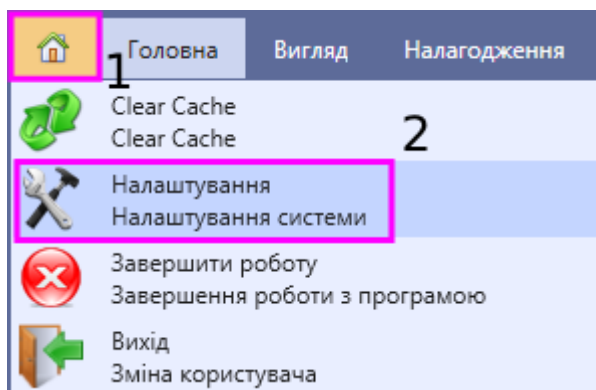 1 Головна Вигляд Налагодження
Clear Cache
Clear Cache
2
Налаштування
Налаштування системи
Завершити роботу
Завершення роботи з програмою
Вихід
Зміна користувача